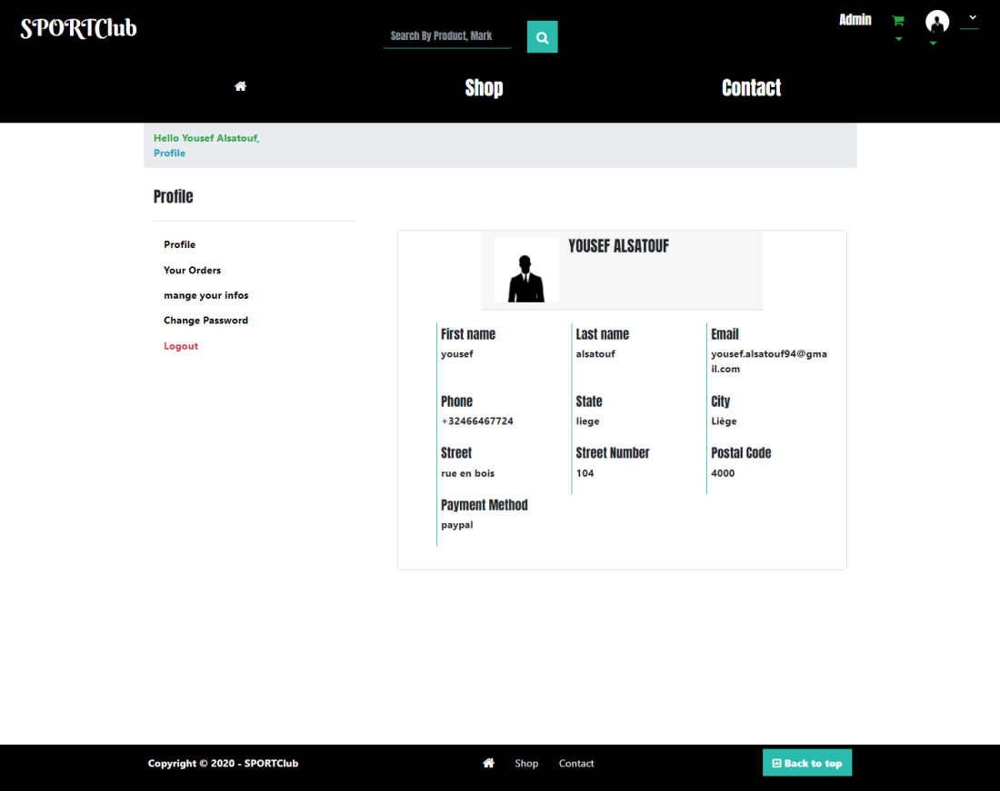 SPORTClub
Search By Product, Mark
Admin
Shop
Contact
Hello Yousef Alsatouf,
Profile
Profile
Profile
Your Orders
mange your infos
Change Password
Logout
YOUSEF ALSATOUF
First name
yousef
Last name
alsatouf
Email
yousef.alsatouf94@gma
il.com
Phone
+32466467724
State
liege
City
Liège
Street
rue en bois
Street Number
104
Postal Code
4000
Payment Method
paypal
Copyright © 2020 - SPORTClub
Shop
Contact
Back to top